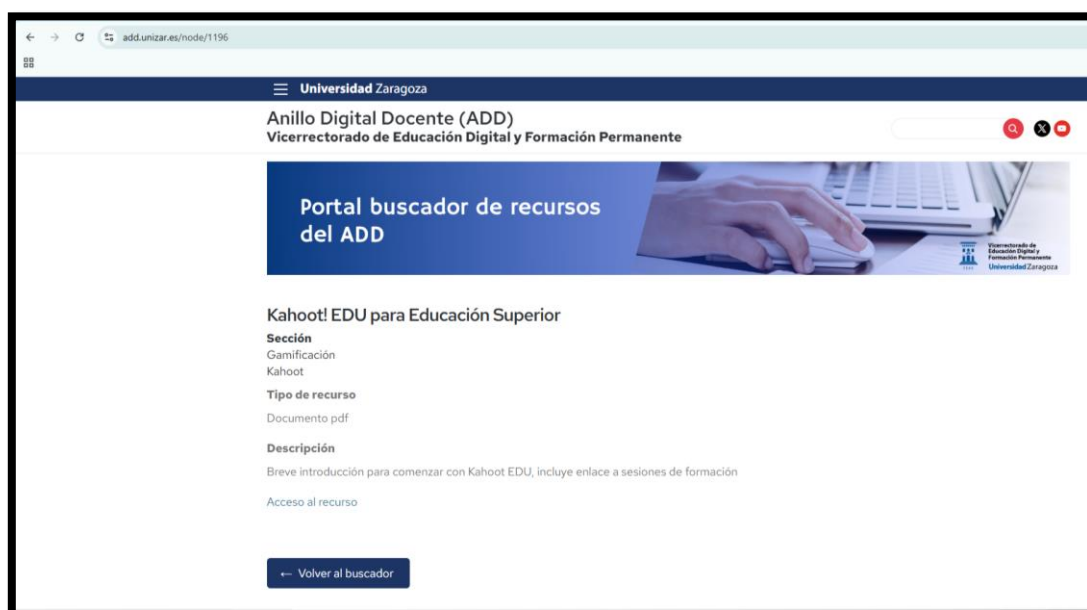 add.unizar.es/node/1196
Universidad Zaragoza
Anillo Digital Docente (ADD)
Vicerrectorado de Educación Digital y Formación Permanente
Portal buscador de recursos
del ADD
Vicerrectorado de
Educación Digital y
Formación Permanente
Universidad Zaragoza
Kahoot! EDU para Educación Superior
Sección
Gamificación
Kahoot
Tipo de recurso
Documento pdf
Descripción
Breve introducción para comenzar con Kahoot EDU, incluye enlace a sesiones de formación
Acceso al recurso
← Volver al buscador